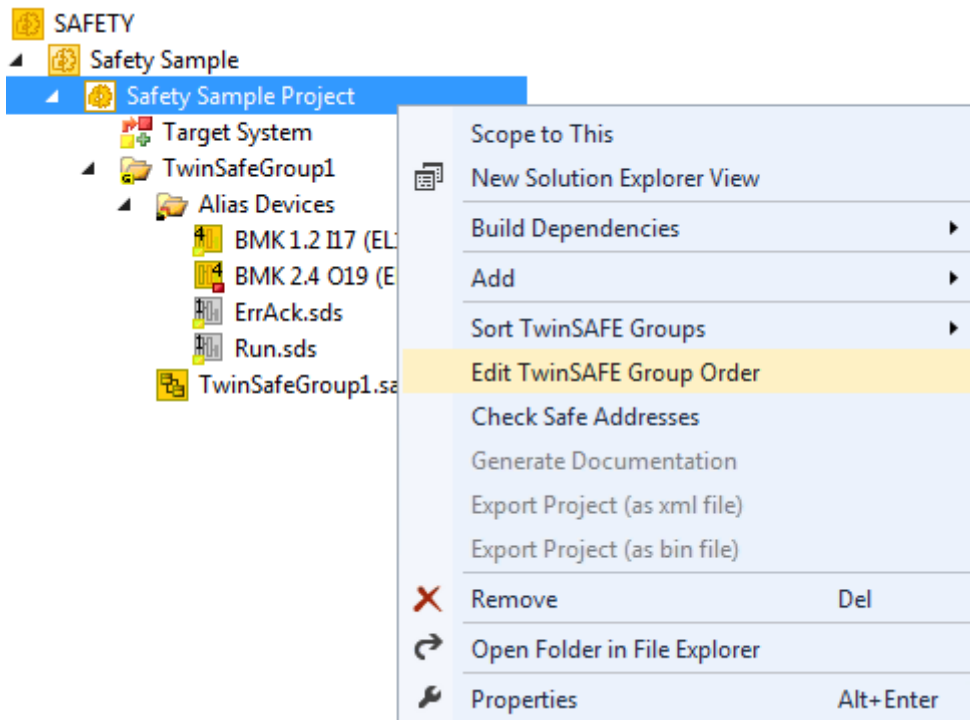 SAFETY
Safety Sample
Safety Sample Project
Target System
TwinSafeGroup1
Alias Devices
BMK 1.2 I17 (EL
BMK 2.4 O19 (E
ErrAck.sds
Run.sds
TwinSafeGroup1.sa
Scope to This
New Solution Explorer View
Build Dependencies
Add
Sort TwinSAFE Groups
Edit TwinSAFE Group Order
Check Safe Addresses
Generate Documentation
Export Project (as xml file)
Export Project (as bin file)
Remove Del
Open Folder in File Explorer
Properties Alt+Enter